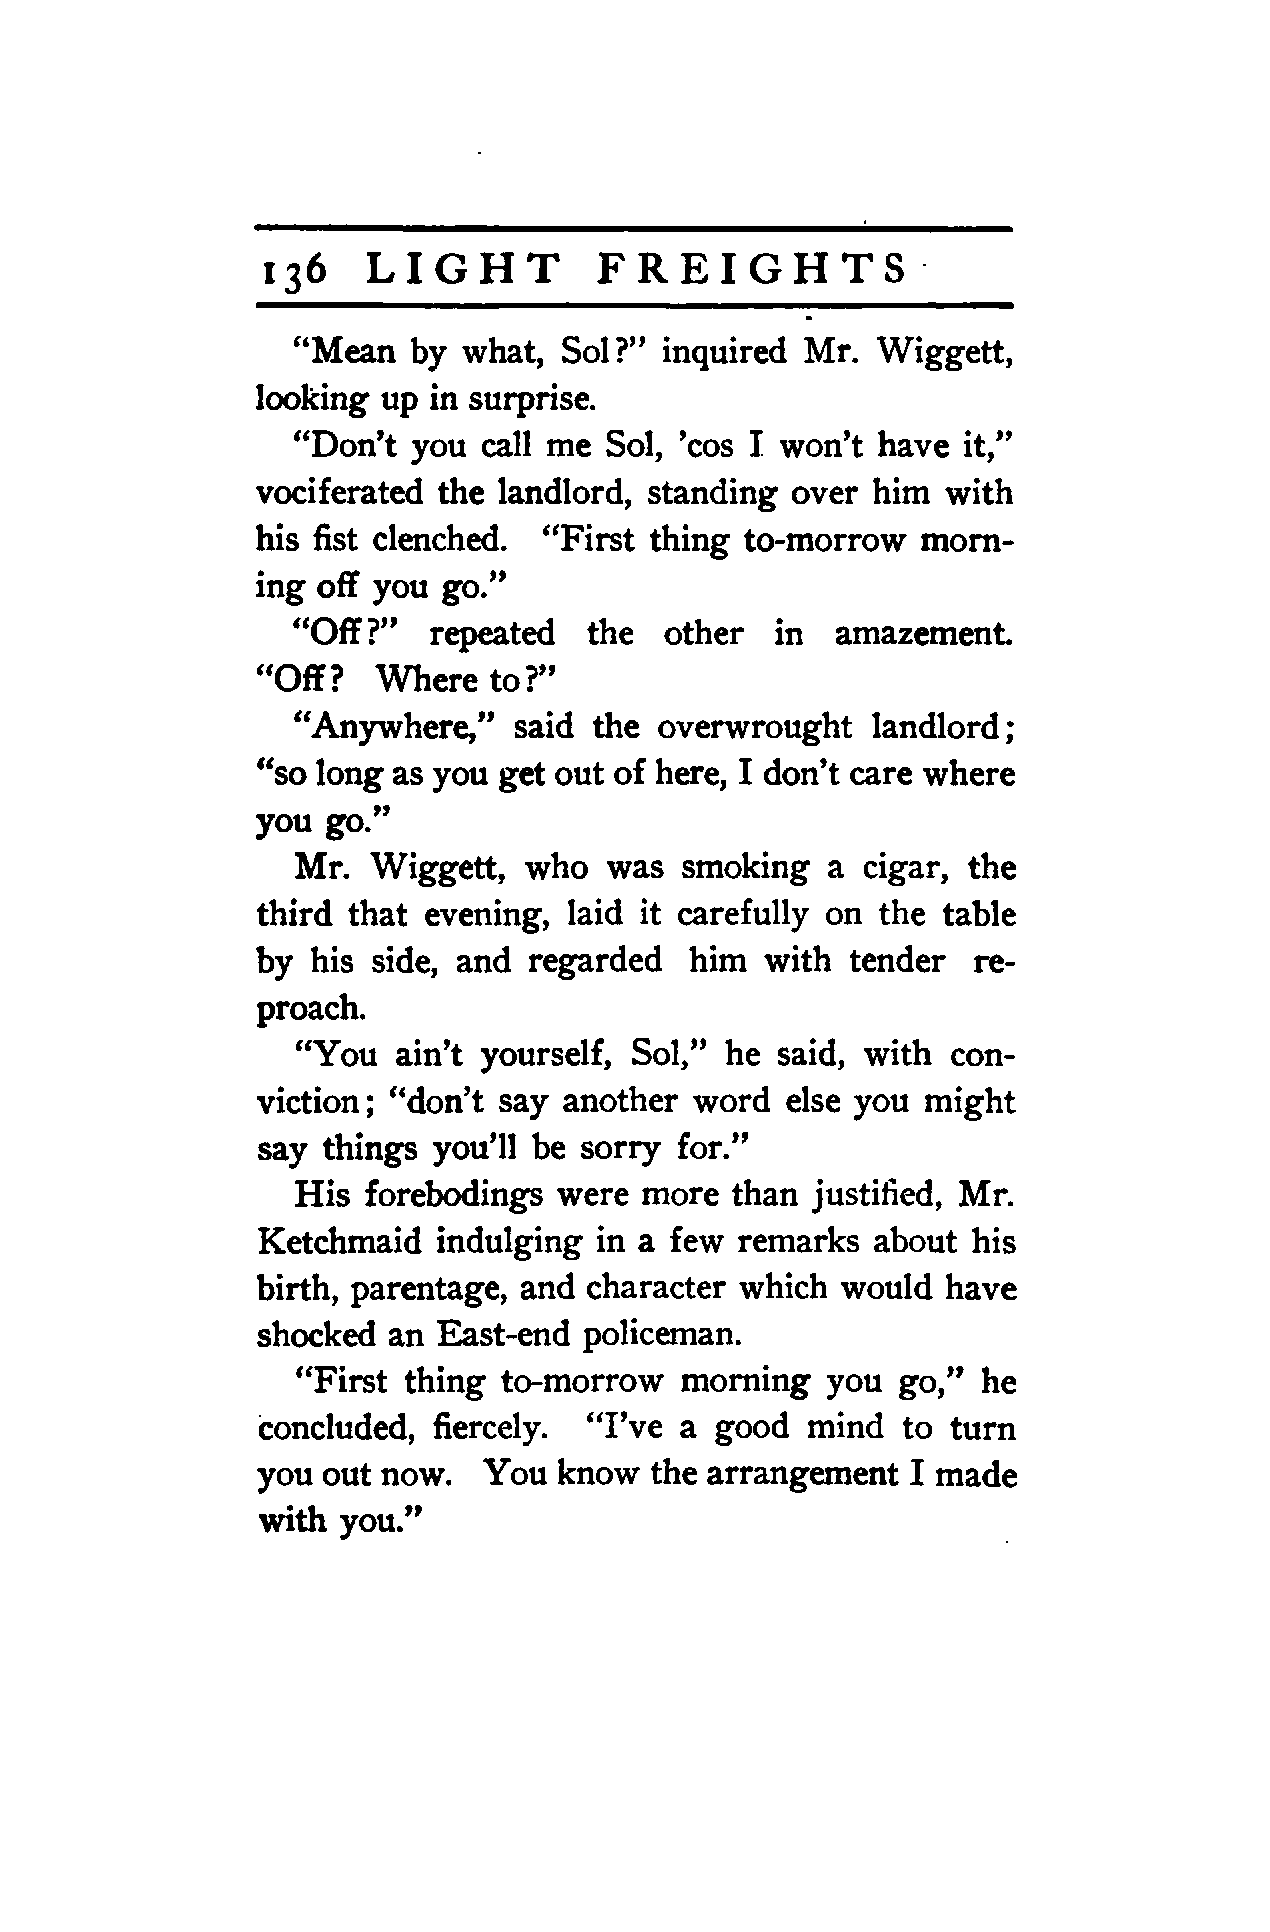 136 LIGHT FREIGHTS
“Mean by what, Sol?” inquired Mr. Wiggett,
looking up in surprise.
“Don’t you call me Sol, ’cos I won’t have it,”
vociferated the landlord, standing over him with
his fist clenched. “First thing to-morrow morn-
ing off you go.”
“Off?” repeated the other in amazement.
“Off? Where to?”
“Anywhere,” said the overwrought landlord;
“so long as you get out of here, I don’t care where
you go.”
Mr. Wiggett, who was smoking a cigar, the
third that evening, laid it carefully on the table
by his side, and regarded him with tender re-
proach.
“You ain’t yourself, Sol,” he said, with con-
viction; “don’t say another word else you might
say things you’ll be sorry for.”
His forebodings were more than justified, Mr.
Ketchmaid indulging in a few remarks about his
birth, parentage, and character which would have
shocked an East-end policeman.
“First thing to-morrow morning you go,” he
concluded, fiercely. “I’ve a good mind to turn
you out now. You know the arrangement I made
with you.”